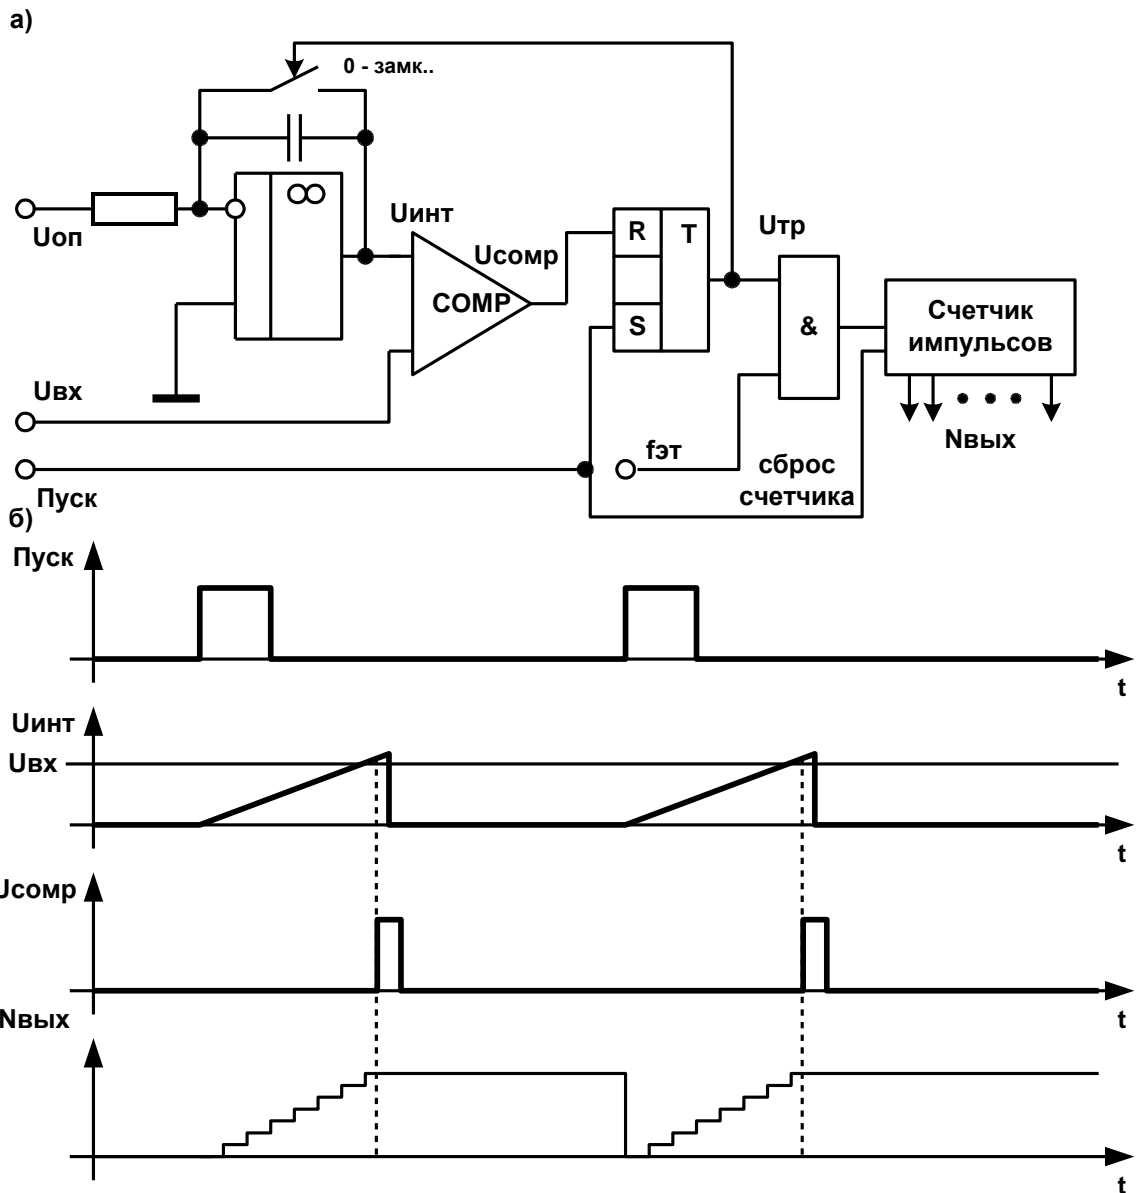 а)
0 - замк..
∞
Uоп
Uинт
Uсомр
COMP
R
T
S
Uтр
&
Счетчик
импульсов
Uвх
Nвых
fэт
сброс
счетчика
Пуск
б)
Пуск
t
Uинт
Uвх
t
Uсомр
t
Nвых
t